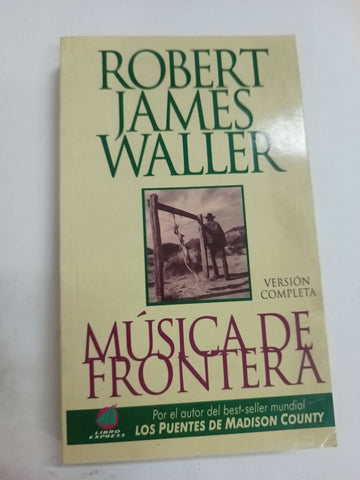 ROBERT
JAMES
WALLER
VERSIÓN
COMPLETA
MÚSICA DE
FRONTERA
LIBRO
EXPRESS
Por el autor del best-seller mundial
LOS PUENTES DE MADISON COUNTY